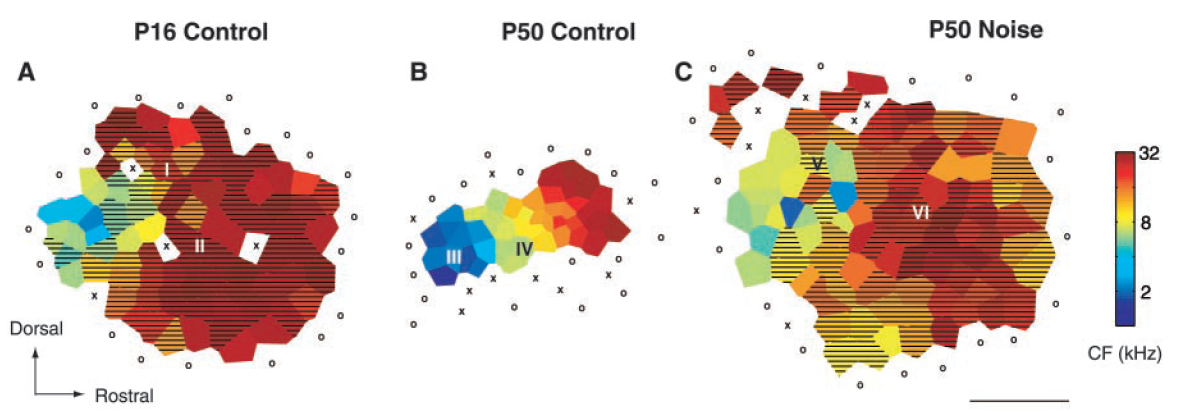 P16 Control
P50 Control
P50 Noise
A
B
C
I
II
III
IV
V
VI
32
8
2
CF (kHz)
Dorsal
Rostral